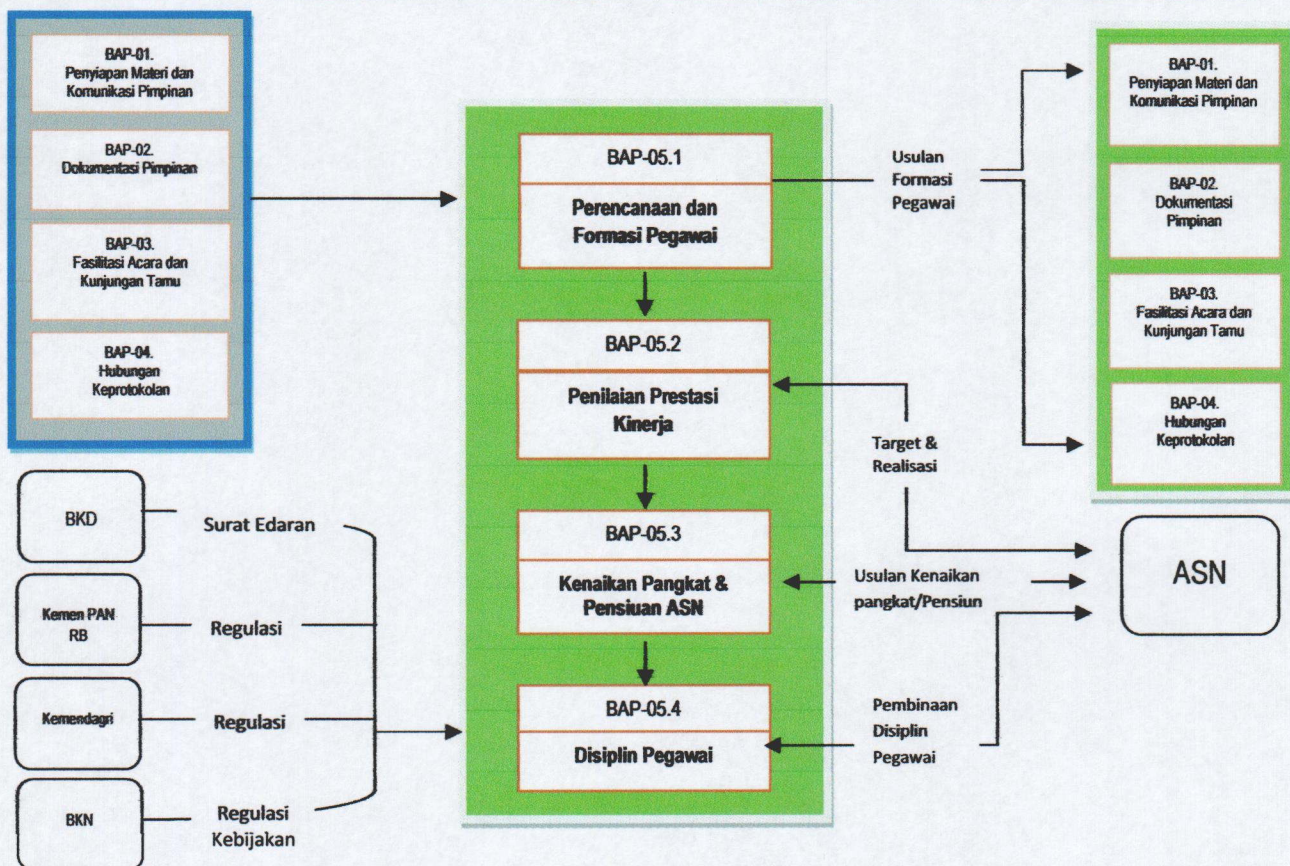 BAP-01.
Penyiapan Materi dan
Komunikasi Pimpinan
BAP-02.
Dokumentasi Pimpinan
BAP-03.
Fasilitasi Acara dan
Kunjungan Tamu
BAP-04.
Hubungan
Keprotokolan
BKD
Surat Edaran
Kemen PAN
RB
Regulasi
Kemendagri
Regulasi
BKN
Regulasi
Kebijakan
BAP-05.1
Perencanaan dan
Formasi Pegawai
BAP-05.2
Penilaian Prestasi
Kinerja
BAP-05.3
Kenaikan Pangkat &
Pensiuan ASN
BAP-05.4
Disiplin Pegawai
Usulan
Formasi
Pegawai
Target &
Realisasi
Usulan Kenaikan
pangkat/Pensiun
Pembinaan
Disiplin
Pegawai
BAP-01.
Penyiapan Materi dan
Komunikasi Pimpinan
BAP-02.
Dokumentasi
Pimpinan
BAP-03.
Fasilitasi Acara dan
Kunjungan Tamu
BAP-04.
Hubungan
Keprotokolan
ASN